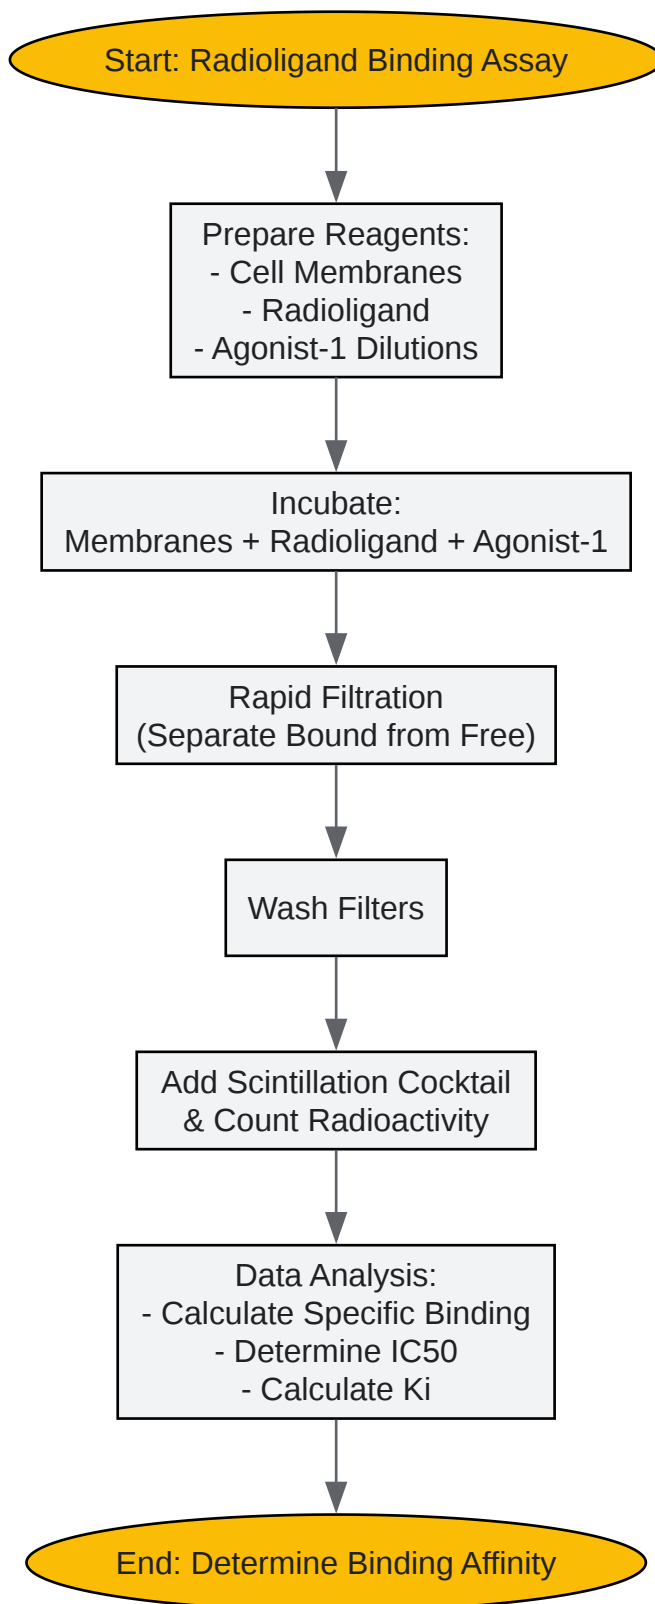 Start: Radioligand Binding Assay
Prepare Reagents:
- Cell Membranes
- Radioligand
- Agonist-1 Dilutions
Incubate:
Membranes + Radioligand + Agonist-1
Rapid Filtration
(Separate Bound from Free)
Wash Filters
Add Scintillation Cocktail
& Count Radioactivity
Data Analysis:
- Calculate Specific Binding
- Determine IC50
- Calculate Ki
End: Determine Binding Affinity